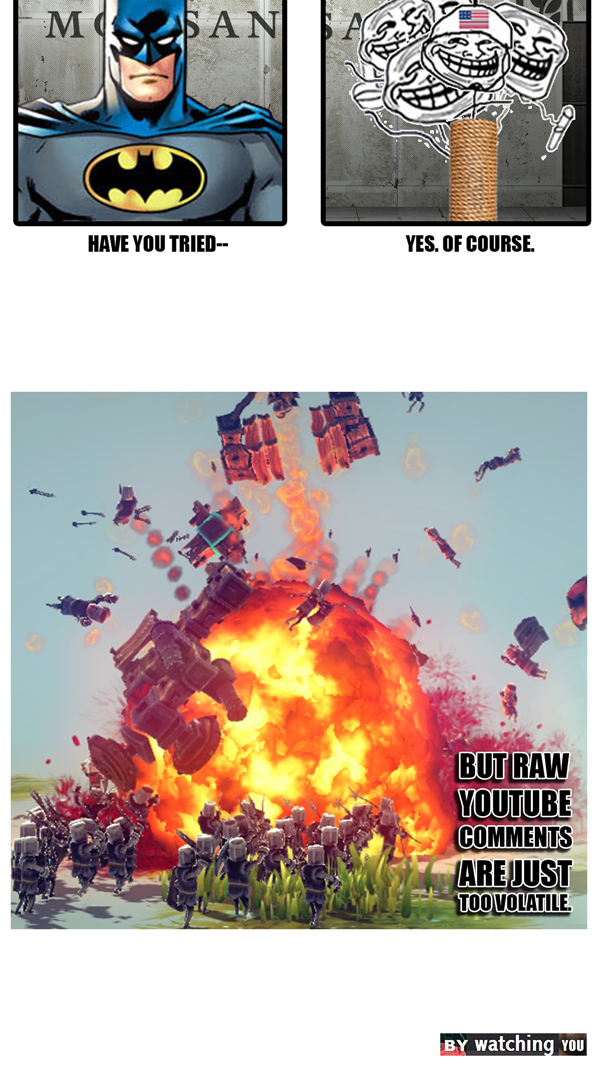 HAVE YOU TRIED--
YES. OF COURSE.
BUT RAW
YOUTUBE
COMMENTS
ARE JUST
TOO VOLATILE.
BY watching YOU